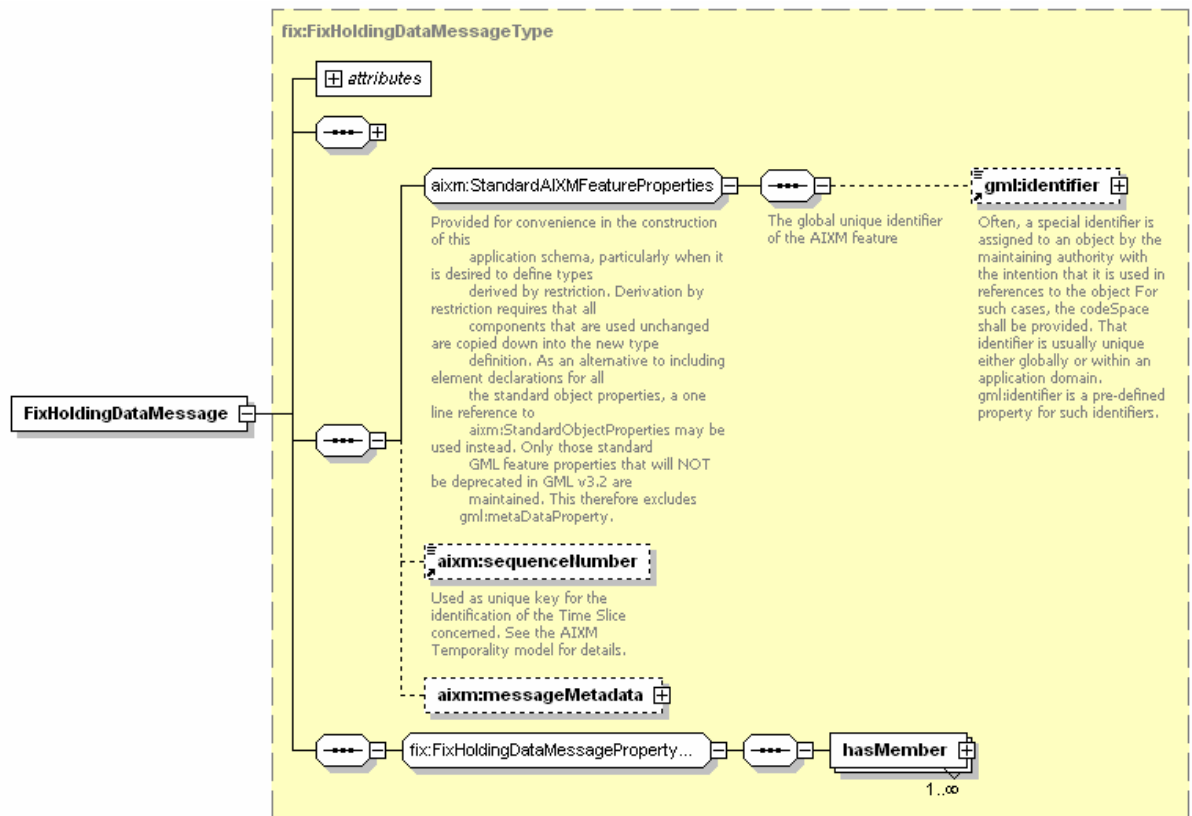 fix:FixHoldingDataMessageType
attributes
aixm:StandardAIXMFeatureProperties
gml:identifier
Provided for convenience in the construction
of this
application schema, particularly when it
is desired to define types
derived by restriction. Derivation by
restriction requires that all
components that are used unchanged
are copied down into the new type
definition. As an alternative to including
element declarations for all
the standard object properties, a one
line reference to
aixm:StandardObjectProperties may be
used instead. Only those standard
GML feature properties that will NOT
be deprecated in GML v3.2 are
maintained. This therefore excludes
gml:metaDataProperty.
The global unique identifier
of the AIXM feature
Often, a special identifier is
assigned to an object by the
maintaining authority with
the intention that it is used in
references to the object For
such cases, the codeSpace
shall be provided. That
identifier is usually unique
either globally or within an
application domain.
gml:identifier is a pre-defined
property for such identifiers.
FixHoldingDataMessage
aixm:sequenceNumber
Used as unique key for the
identification of the Time Slice
concerned. See the AIXM
Temporality model for details.
aixm:messageMetadata
fix:FixHoldingDataMessageProperty...
hasMember
1..∞